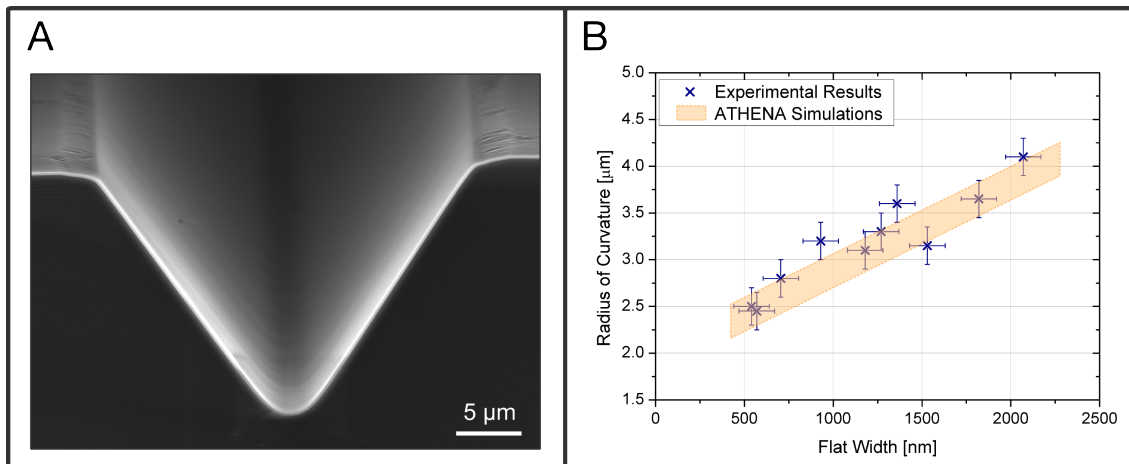 A
5 μm
B
Radius of Curvature [μm]
5.0
4.5
4.0
3.5
3.0
2.5
2.0
1.5
Experimental Results
ATHENA Simulations
0 500 1000 1500 2000 2500
Flat Width [nm]